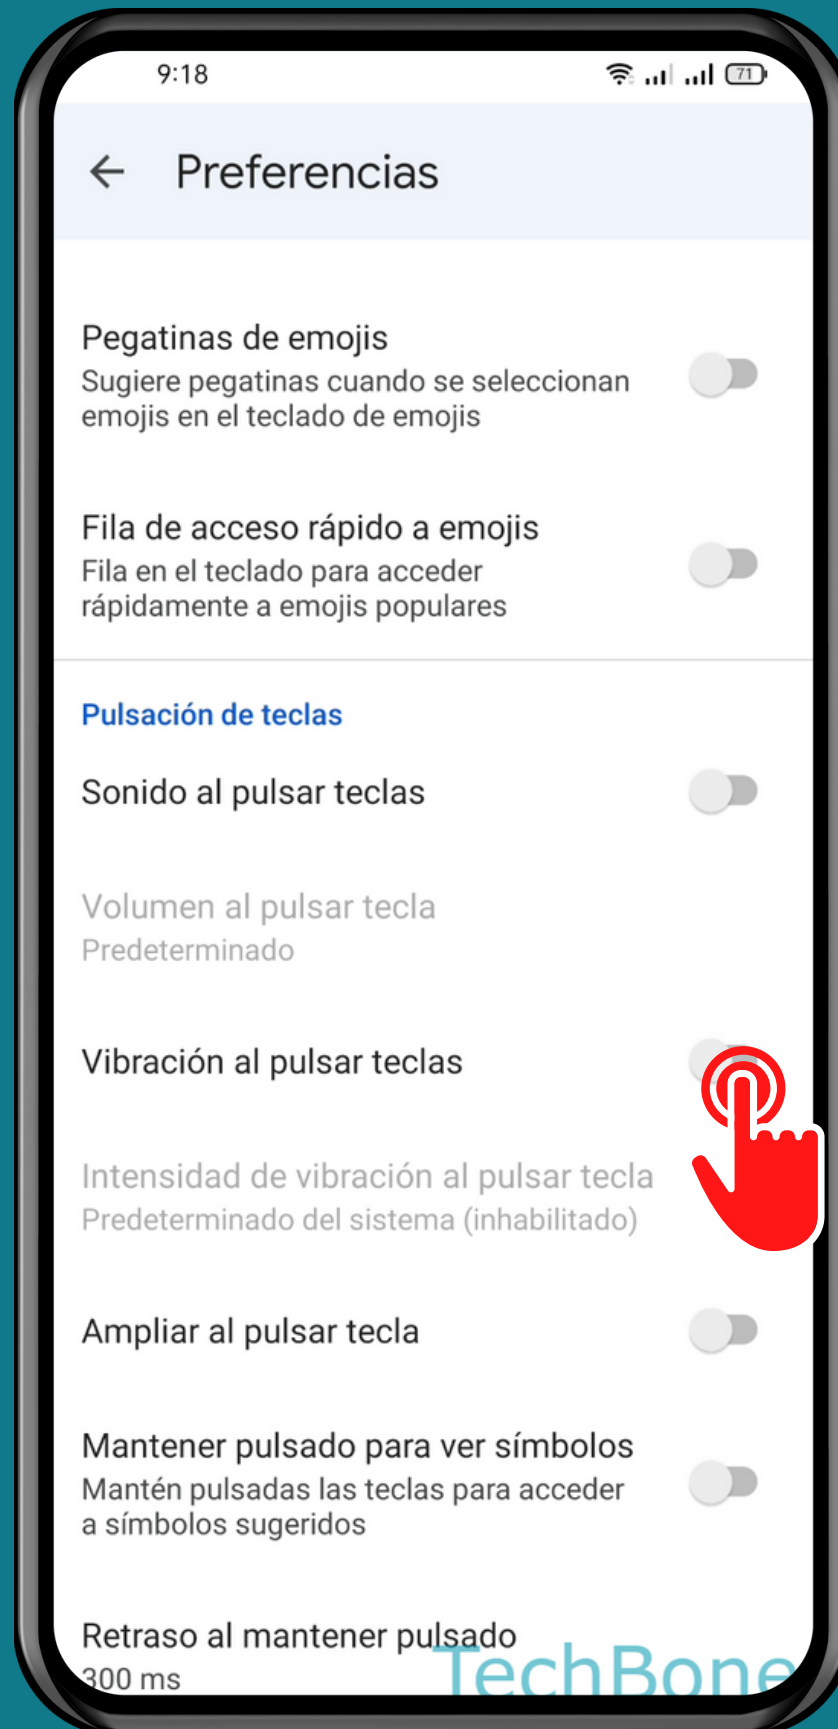 9:18
71
Preferencias
Pegatinas de emojis
Sugiere pegatinas cuando se seleccionan
emojis en el teclado de emojis
Fila de acceso rápido a emojis
Fila en el teclado para acceder
rápidamente a emojis populares
Pulsación de teclas
Sonido al pulsar teclas
Volumen al pulsar tecla
Predeterminado
Vibración al pulsar teclas
Intensidad de vibración al pulsar tecla
Predeterminado del sistema (inhabilitado)
Ampliar al pulsar tecla
Mantener pulsado para ver símbolos
Mantén pulsadas las teclas para acceder
a símbolos sugeridos
Retraso al mantener pulsado
300 ms
TechBone